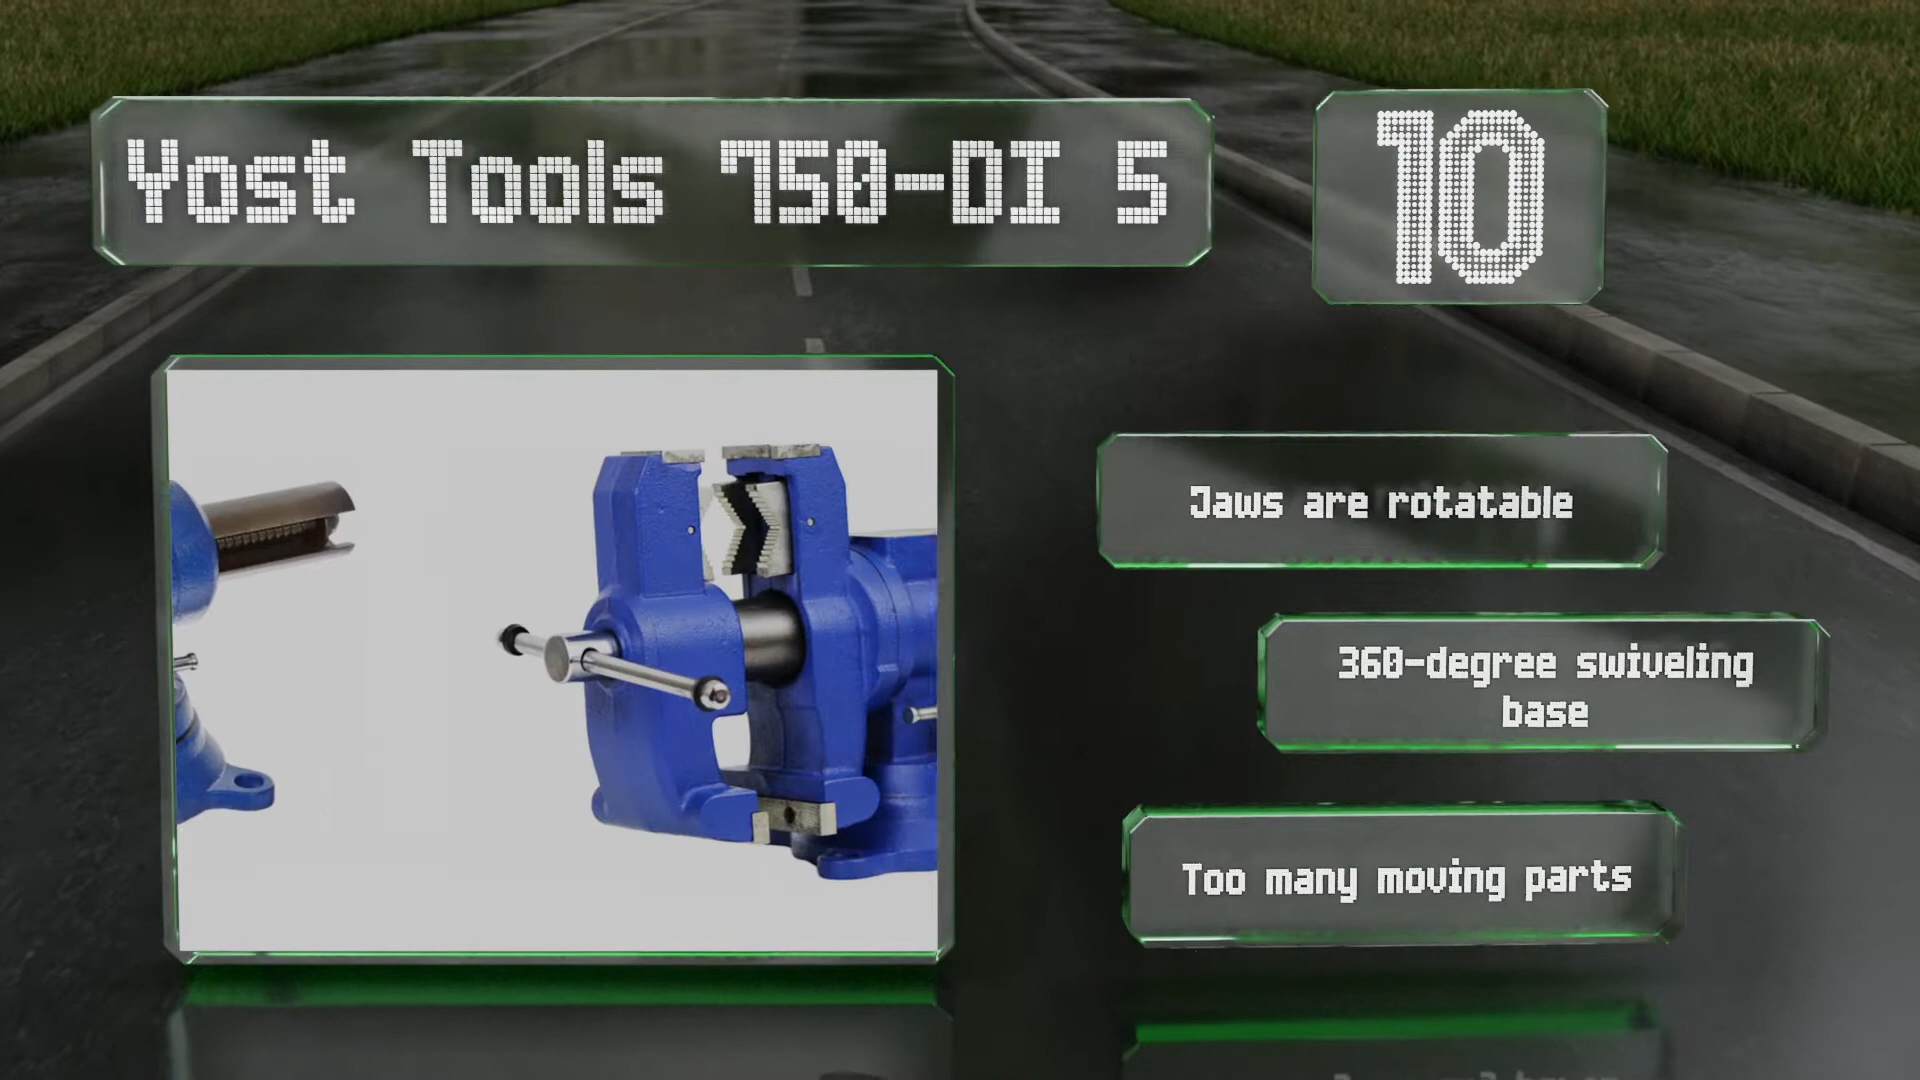 Yost Tools 750-DI 5
10
Jaws are rotatable
360-degree swiveling
base
Too many moving parts